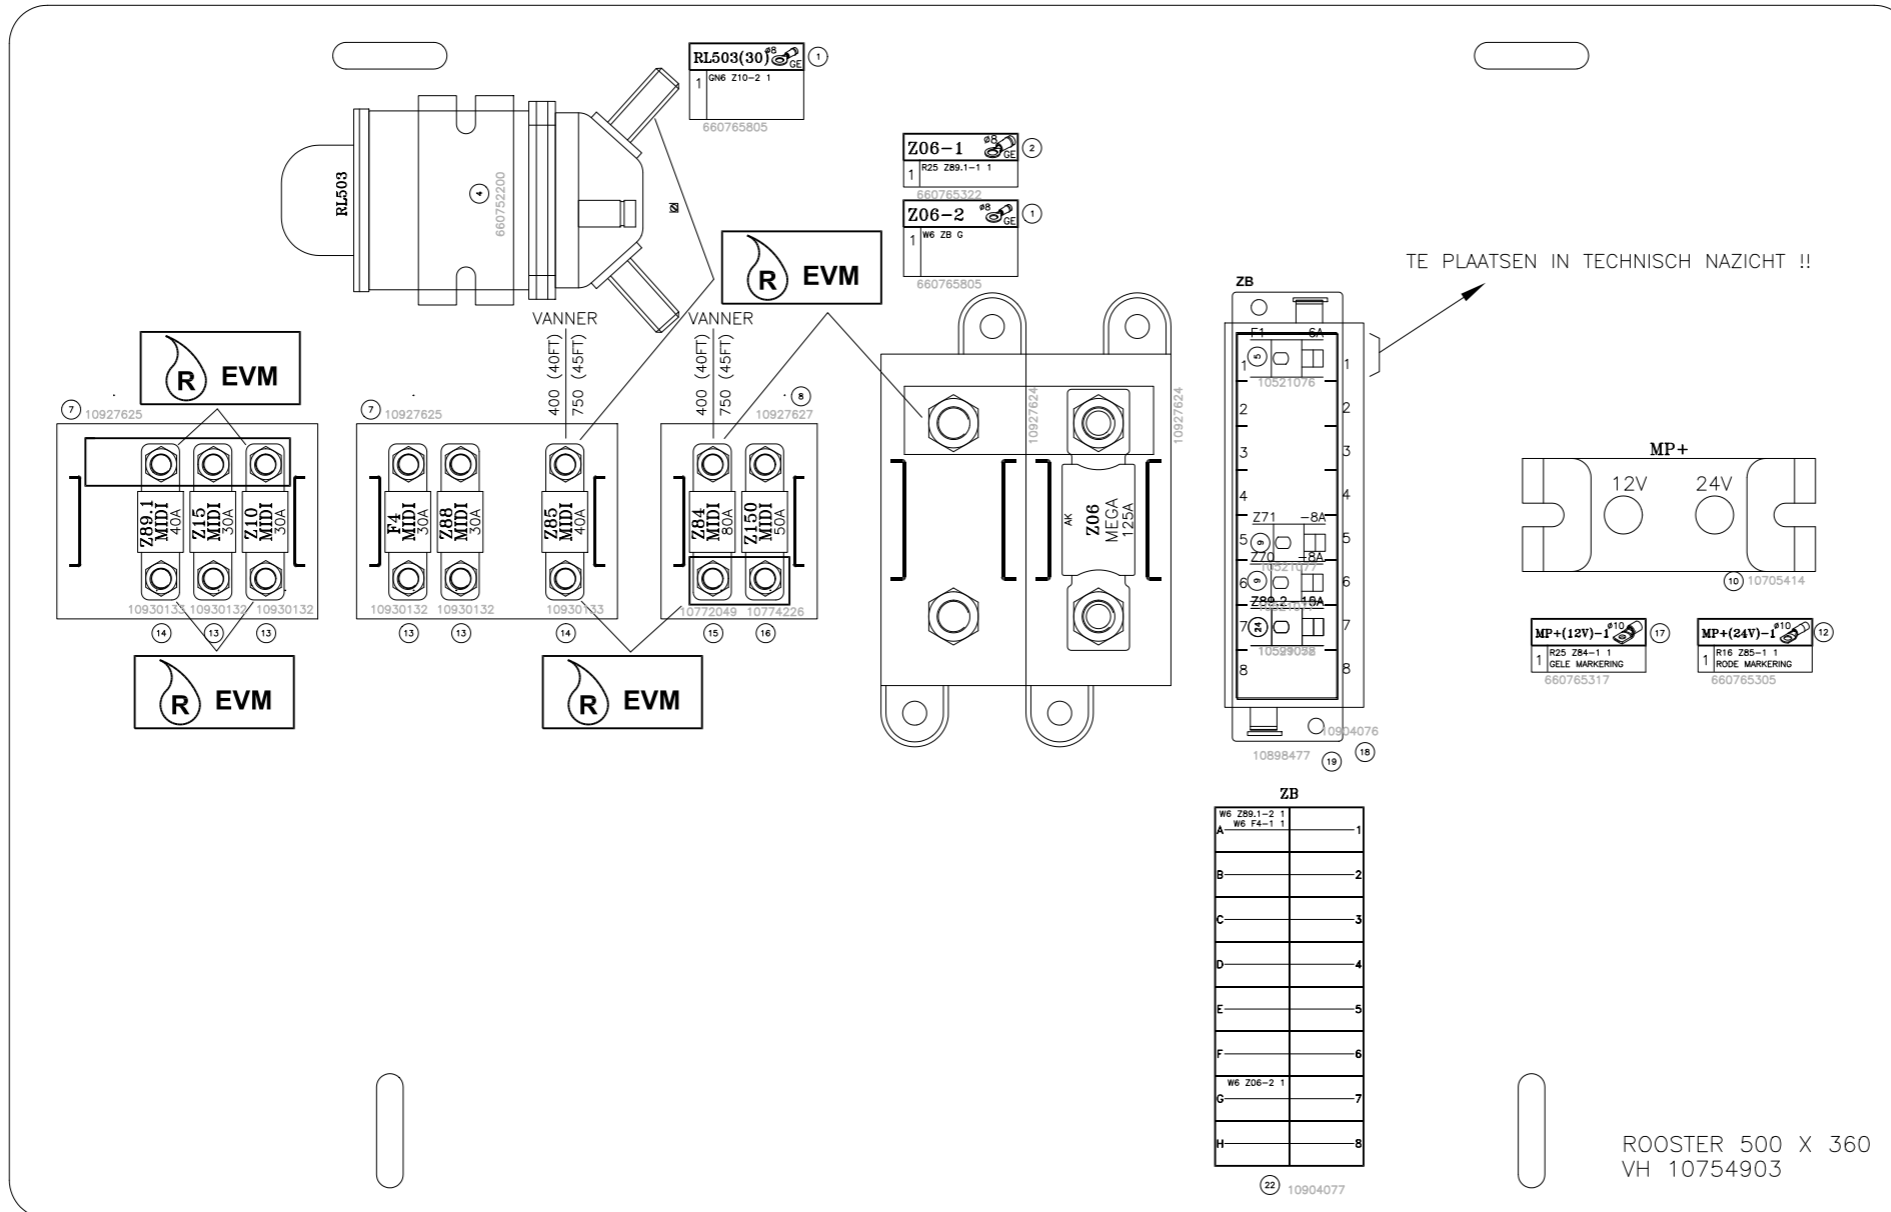 RL503(30) ø8 GE 1
1 GN6 Z10-2 1
660765805
RL503
4
660752200
Z06-1 ø8 GE 2
1 R25 Z89.1-1 1
660765322
Z06-2 ø8 GE 1
1 W6 ZB G
660765805
R EVM
TE PLAATSEN IN TECHNISCH NAZICHT !!
VANNER
400 (40FT)
750 (45FT)
VANNER
400 (40FT)
750 (45FT)
R EVM
7 10927625
7 10927625
8
10927627
10927624
10927624
Z89.1
MIDI
40A
Z15
MIDI
30A
Z10
MIDI
30A
F4
MIDI
30A
Z88
MIDI
30A
Z85
MIDI
40A
Z84
MIDI
80A
Z150
MIDI
50A
AK
Z06
MEGA
125A
10930133 10930132 10930132
10930132 10930132
10930133
10772049 10774226
14 13 13
13 13
14
15 16
R EVM
R EVM
ZB
F1 6A
1 5 1
10521076
2 2
3 3
4 4
Z71 -8A
5 9 5
10521077
Z70 -8A
6 9 6
Z89.2
7 24 7
8 8
10904076
10898477 19 18
MP+
12V 24V
10 10705414
MP+(12V)-1 ø10 17
1 R25 Z84-1 1
GELE MARKERING
660765317
MP+(24V)-1 ø10 12
1 R16 Z85-1 1
RODE MARKERING
660765305
ZB
W6 Z89.1-2 1
W6 F4-1 1
A 1
B 2
C 3
D 4
E 5
F 6
W6 Z06-2 1
G 7
H 8
22 10904077
ROOSTER 500 X 360
VH 10754903